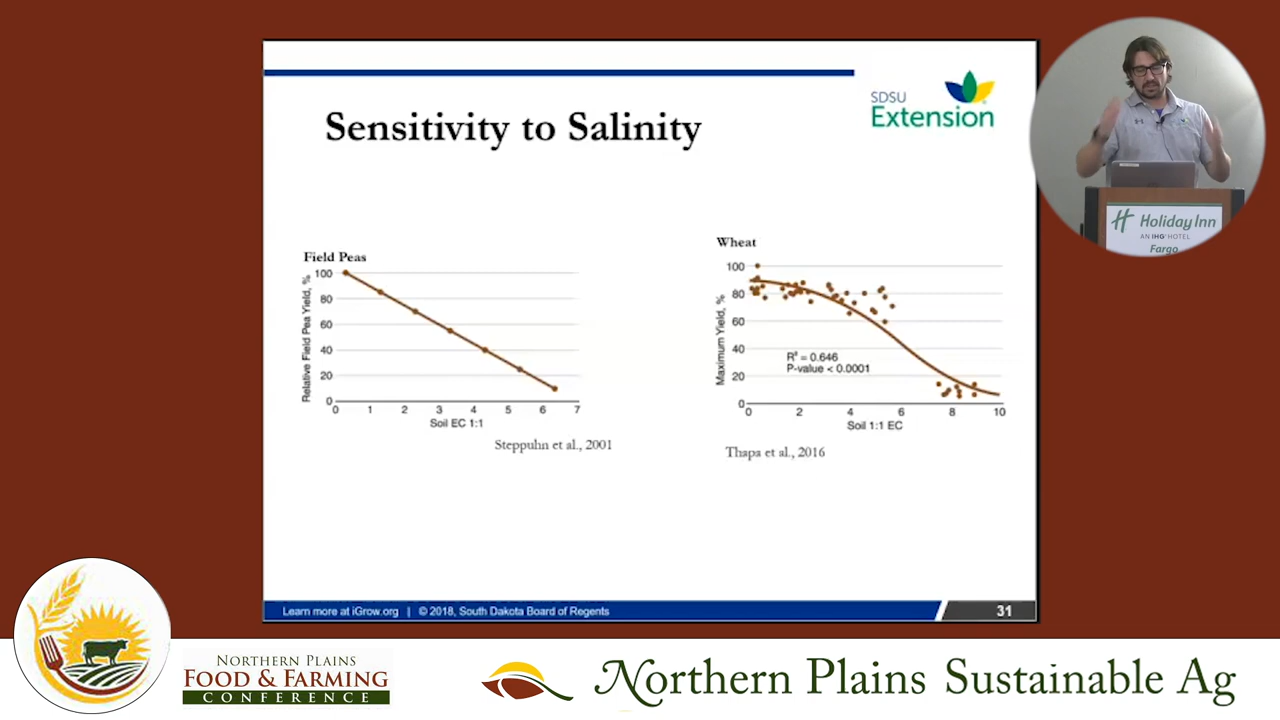 Sensitivity to Salinity
SDSU
Extension
Field Peas
Relative Field Pea Yield, %
100
80
60
40
20
0
0 1 2 3 4 5 6 7
Soil EC 1:1
Steppuhn et al., 2001
Wheat
Maximum Yield, %
100
80
60
40
20
0
R² = 0.646
P-value < 0.0001
0 2 4 6 8 10
Soil 1:1 EC
Thapa et al., 2016
Learn more at iGrow.org | © 2018, South Dakota Board of Regents
31
H Holiday Inn
AN IHG® HOTEL
Fargo
NORTHERN PLAINS
FOOD & FARMING
CONFERENCE
Northern Plains Sustainable Ag